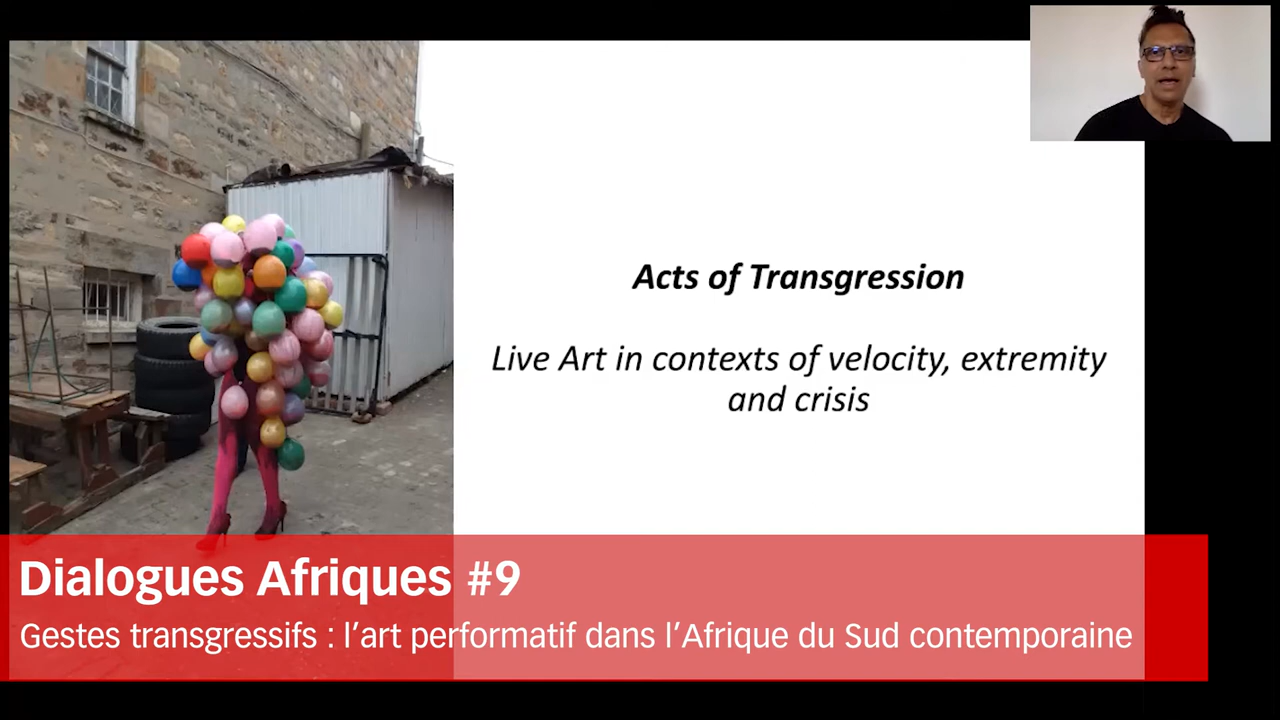 Acts of Transgression
Live Art in contexts of velocity, extremity
and crisis
Dialogues Afriques #9
Gestes transgressifs : l’art performatif dans l’Afrique du Sud contemporaine